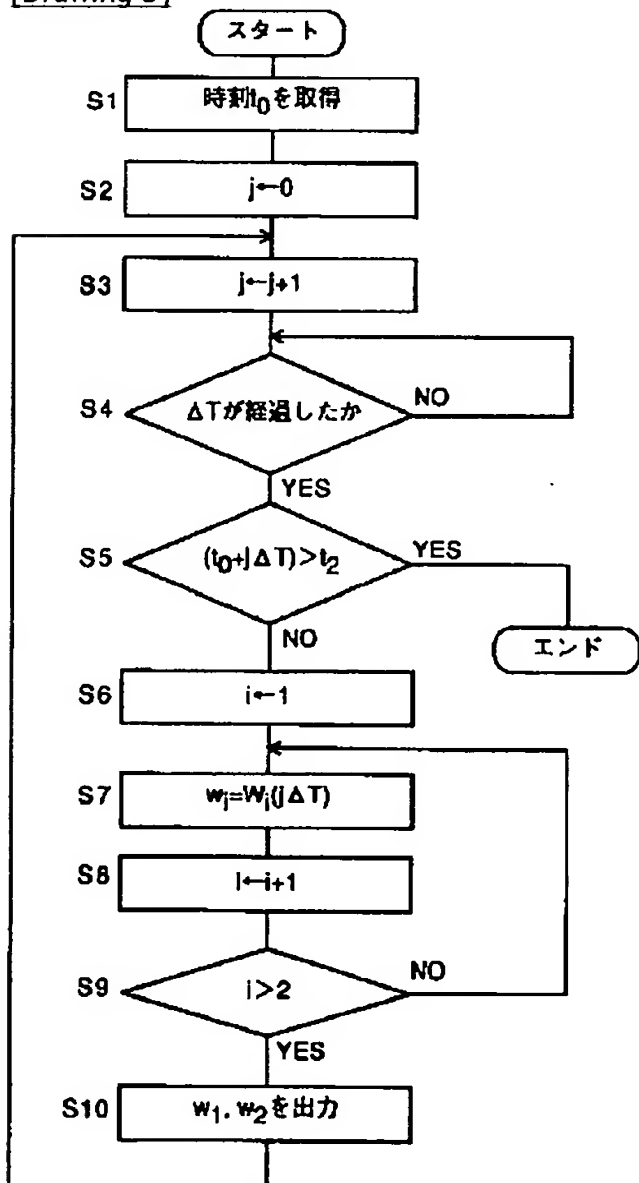 スタート
S1 時刻t0を取得
S2 j←0
S3 j←j+1
S4 ΔTが経過したか NO
YES
S5 (t0+jΔT)>t2 YES
NO
エンド
S6 i←1
S7 wi=Wi(jΔT)
S8 i←i+1
S9 i>2 NO
YES
S10 w1. w2を出力